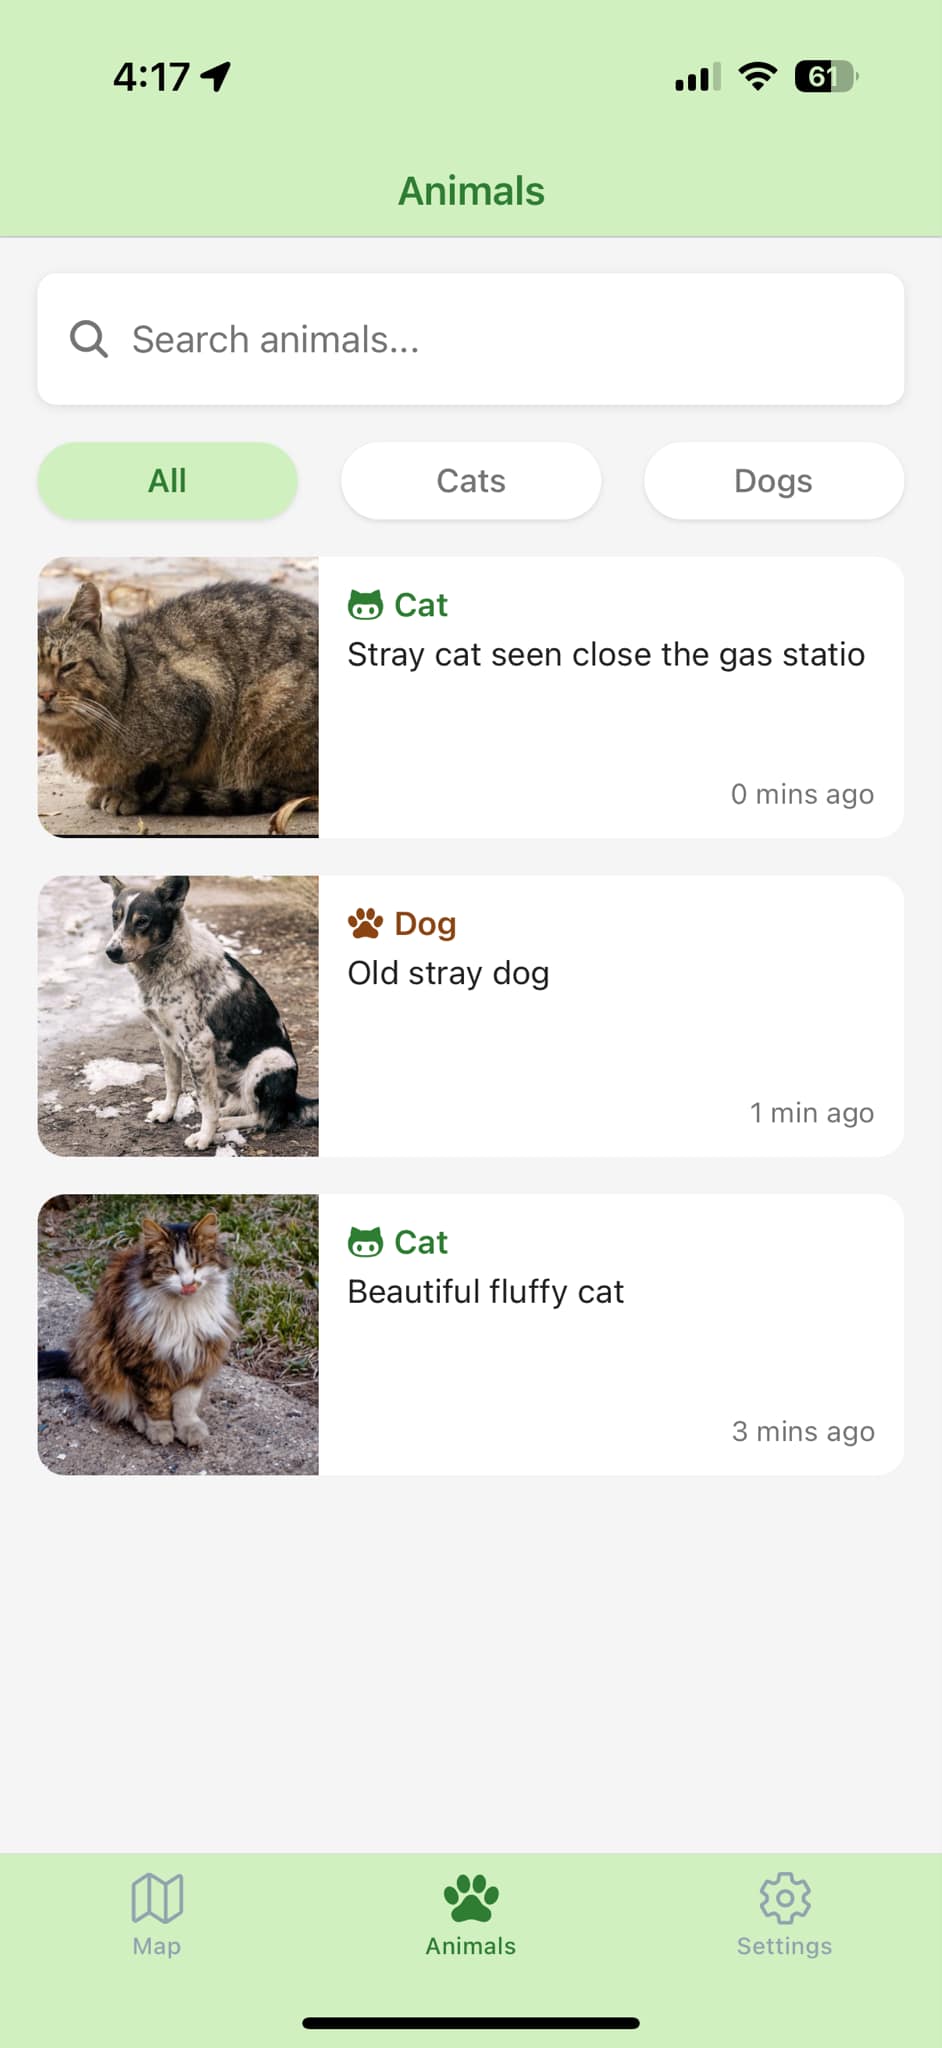 4:17
61
Animals
Search animals...
All
Cats
Dogs
Cat
Stray cat seen close the gas statio
0 mins ago
Dog
Old stray dog
1 min ago
Cat
Beautiful fluffy cat
3 mins ago
Map
Animals
Settings